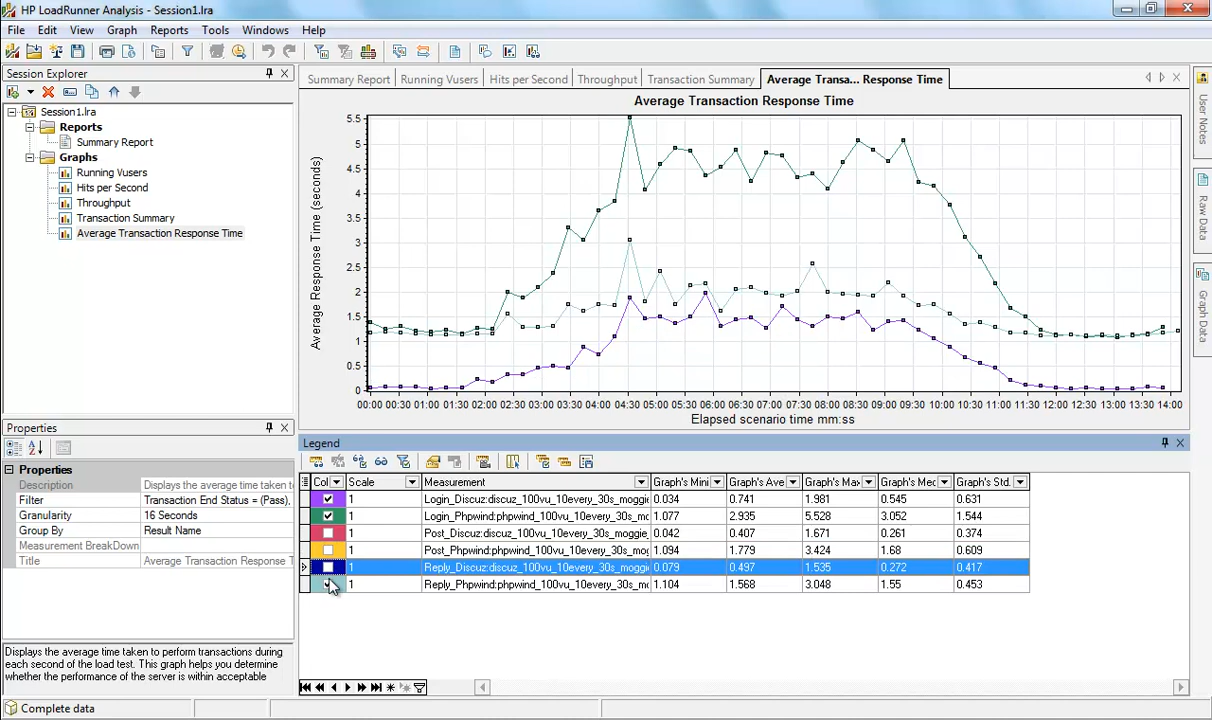 HP LoadRunner Analysis - Session1.lra
File Edit View Graph Reports Tools Windows Help
Session Explorer
Session1.lra
Reports
Summary Report
Graphs
Running Vusers
Hits per Second
Throughput
Transaction Summary
Average Transaction Response Time
Properties
Properties
Description Displays the average time taken t
Filter Transaction End Status = (Pass),
Granularity 16 Seconds
Group By Result Name
Measurement BreakDown
Title Average Transaction Response T
Displays the average time taken to perform transactions during
each second of the load test. This graph helps you determine
whether the performance of the server is within acceptable
Complete data
Summary Report Running Vusers Hits per Second Throughput Transaction Summary Average Transa... Response Time
Average Transaction Response Time
Average Response Time (seconds)
5.5
5
4.5
4
3.5
3
2.5
2
1.5
1
0.5
0
00:00 00:30 01:00 01:30 02:00 02:30 03:00 03:30 04:00 04:30 05:00 05:30 06:00 06:30 07:00 07:30 08:00 08:30 09:00 09:30 10:00 10:30 11:00 11:30 12:00 12:30 13:00 13:30 14:00
Elapsed scenario time mm:ss
Legend
Col Scale Measurement Graph's Mini Graph's Ave Graph's Max Graph's Med Graph's Std.
1 Login_Discuz:discuz_100vu_10every_30s_moggie 0.034 0.741 1.981 0.545 0.631
1 Login_Phpwind:phpwind_100vu_10every_30s_mo 1.077 2.935 5.528 3.052 1.544
1 Post_Discuz:discuz_100vu_10every_30s_moggie_ 0.042 0.407 1.671 0.261 0.374
1 Post_Phpwind:phpwind_100vu_10every_30s_mog 1.094 1.779 3.424 1.68 0.609
1 Reply_Discuz:discuz_100vu_10every_30s_moggie 0.079 0.497 1.535 0.272 0.417
1 Reply_Phpwind:phpwind_100vu_10every_30s_mo 1.104 1.568 3.048 1.55 0.453
User Notes
Raw Data
Graph Data